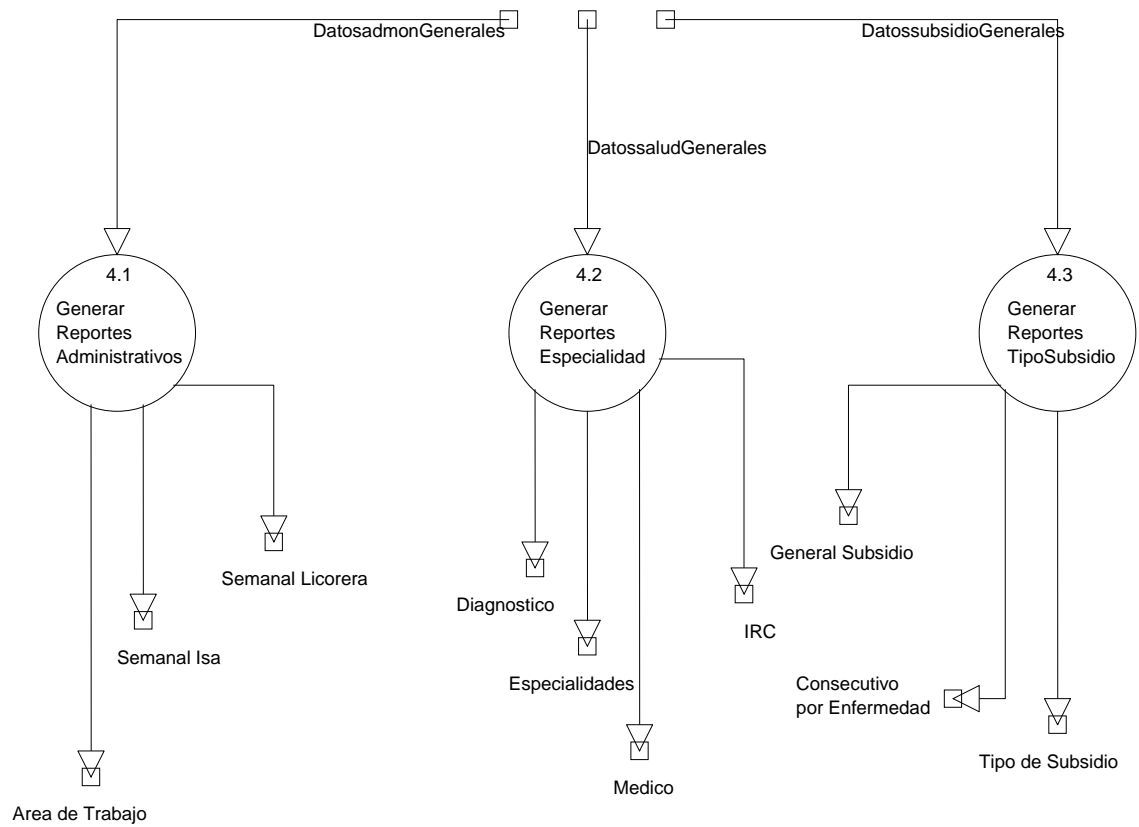 DatosadmonGenerales
DatossubsidioGenerales
DatossaludGenerales
4.1
Generar
Reportes
Administrativos
4.2
Generar
Reportes
Especialidad
4.3
Generar
Reportes
TipoSubsidio
General Subsidio
Semanal Licorera
Diagnostico
IRC
Semanal Isa
Especialidades
Consecutivo
por Enfermedad
Tipo de Subsidio
Medico
Area de Trabajo